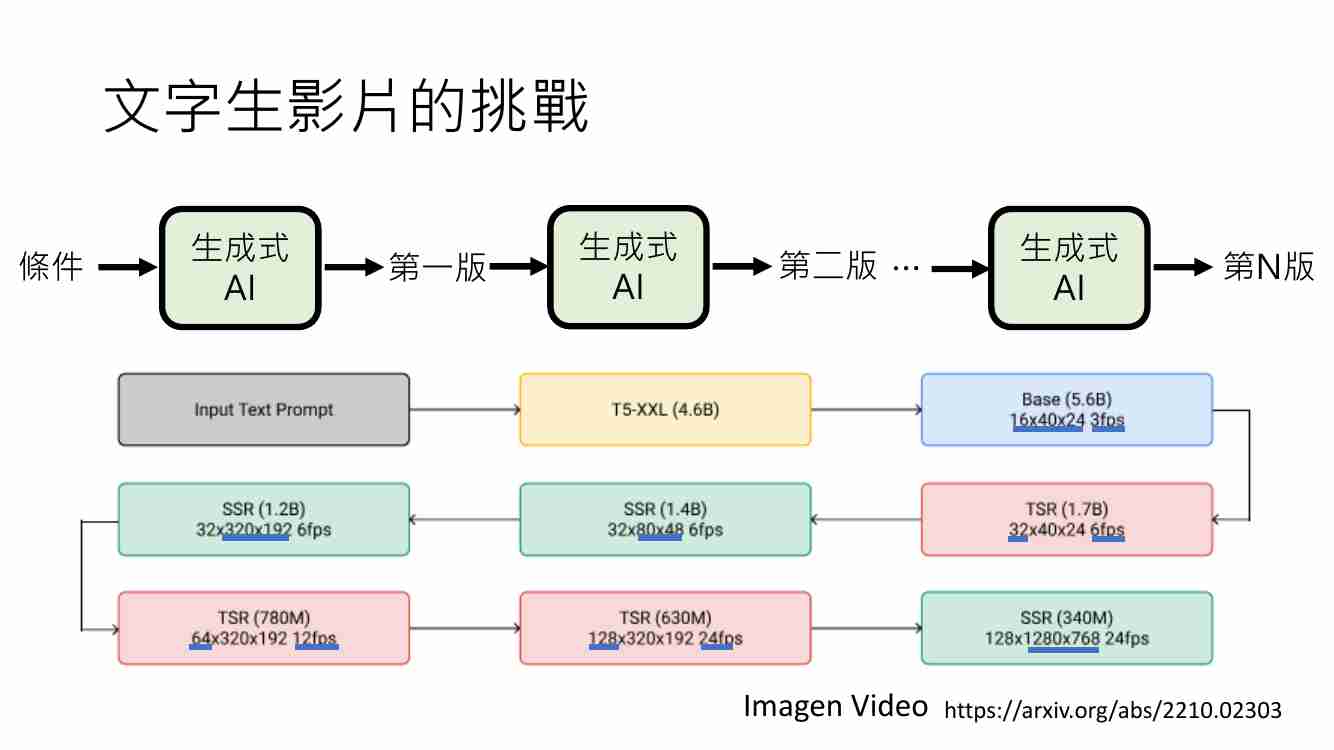 文字生影片的挑戰
條件
生成式
AI
第一版
生成式
AI
第二版
…
生成式
AI
第N版
Input Text Prompt
T5-XXL (4.6B)
Base (5.6B)
16x40x24 3fps
SSR (1.2B)
32x320x192 6fps
SSR (1.4B)
32x80x48 6fps
TSR (1.7B)
32x40x24 6fps
TSR (780M)
64x320x192 12fps
TSR (630M)
128x320x192 24fps
SSR (340M)
128x1280x768 24fps
Imagen Video https://arxiv.org/abs/2210.02303